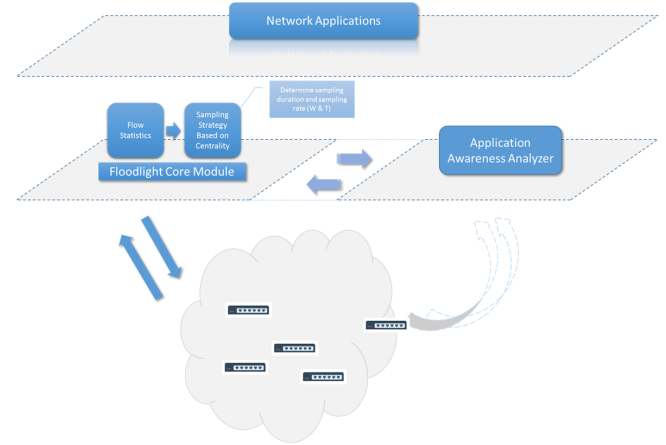 Network Applications
Determine sampling
duration and sampling
rate (W & T)
Flow
Statistics
Sampling
Strategy
Based on
Centrality
Floodlight Core Module
Application
Awareness Analyzer